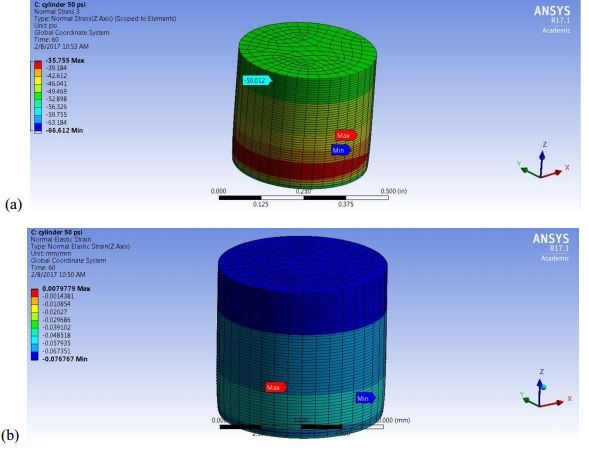 C: cylinder 50 psi
Normal Stress 3
Type: Normal Stress(Z Axis) (Scoped to Elements)
Unit: psi
Global Coordinate System
Time: 60
2/8/2017 10:53 AM
-35.755 Max
-39.184
-42.612
-46.041
-49.469
-52.898
-56.326
-59.755
-63.184
-66.612 Min
ANSYS
R17.1
Academic
-50.012
Max
Min
Z
Y
X
0.000
0.500 (in)
0.125
0.375
(a)
C: cylinder 50 psi
Normal Elastic Strain
Type: Normal Elastic Strain(Z Axis)
Unit: mm/mm
Global Coordinate System
Time: 60
2/8/2017 10:50 AM
0.0079779 Max
-0.0014381
-0.010854
-0.02027
-0.029686
-0.039102
-0.048518
-0.057935
-0.067351
-0.076767 Min
ANSYS
R17.1
Academic
Max
Min
Z
Y
X
(mm)
(b)